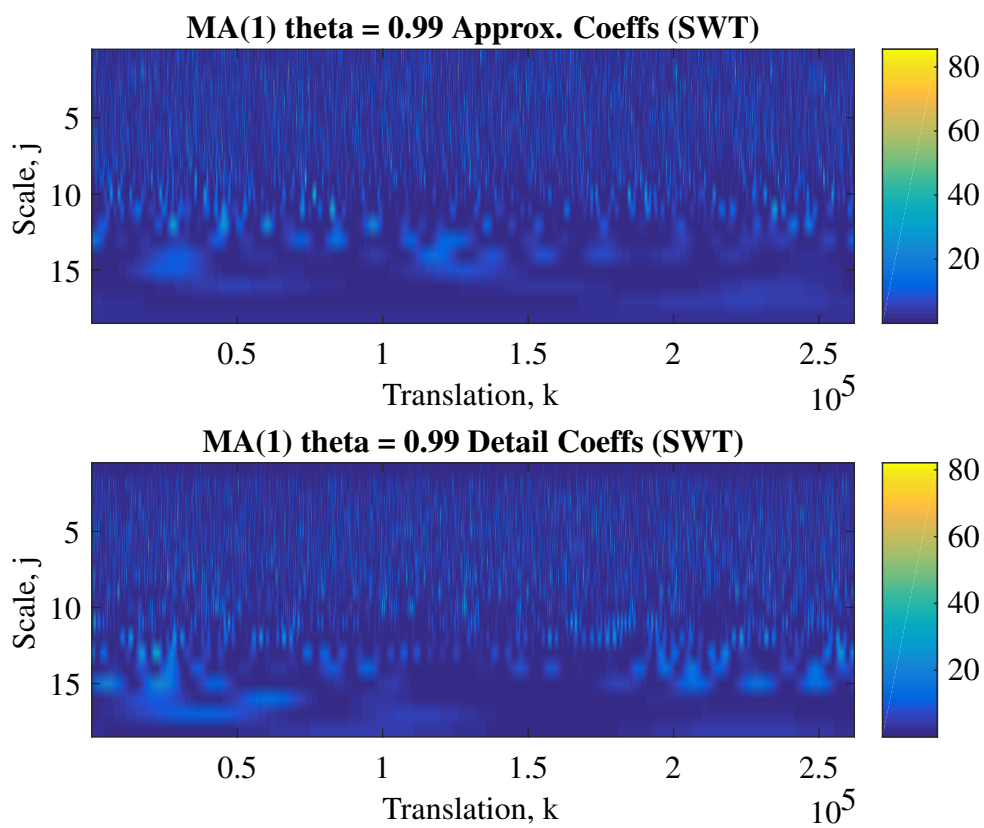 MA(1) theta = 0.99 Approx. Coeffs (SWT)
Scale, j
5
10
15
0.5 1 1.5 2 2.5
10^5
Translation, k
80
60
40
20
MA(1) theta = 0.99 Detail Coeffs (SWT)
Scale, j
5
10
15
0.5 1 1.5 2 2.5
10^5
Translation, k
80
60
40
20